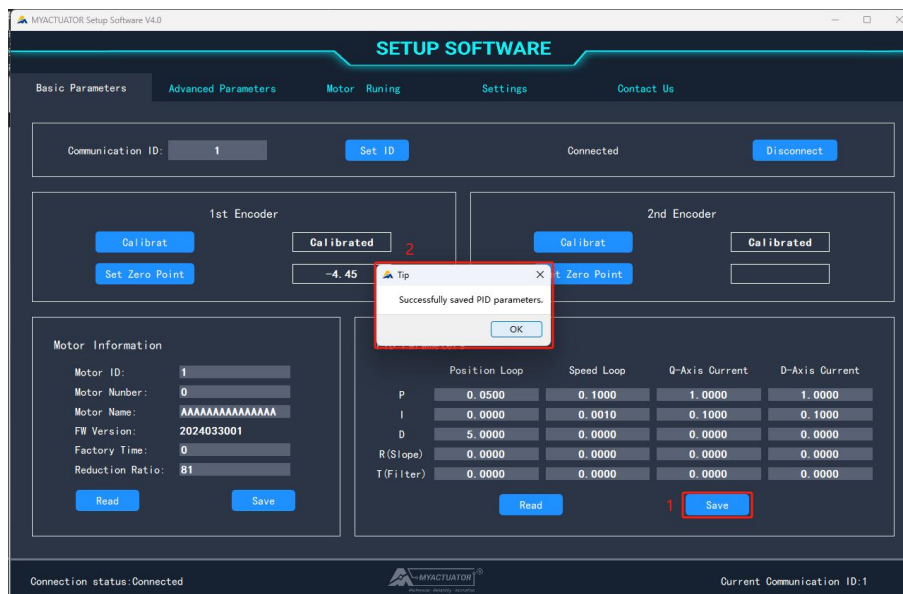 MYACTUATOR Setup Software V4.0
SETUP SOFTWARE
Basic Parameters Advanced Parameters Motor Runing Settings Contact Us
Communication ID: 1 Set ID Connected Disconnect
1st Encoder
Calibrat Calibrated
Set Zero Point -4.45
2nd Encoder
Calibrat Calibrated
t Zero Point
2
Tip
Successfully saved PID parameters.
OK
Motor Information
Motor ID: 1
Motor Nunber: 0
Motor Name: AAAAAAAAAAAAAAA
FW Version: 2024033001
Factory Time: 0
Reduction Ratio: 81
Read Save
Position Loop Speed Loop Q-Axis Current D-Axis Current
P 0.0500 0.1000 1.0000 1.0000
I 0.0000 0.0010 0.1000 0.1000
D 5.0000 0.0000 0.0000 0.0000
R(Slope) 0.0000 0.0000 0.0000 0.0000
T(Filter) 0.0000 0.0000 0.0000 0.0000
Read 1 Save
Connection status:Connected
MYACTUATOR®
Current Communication ID:1